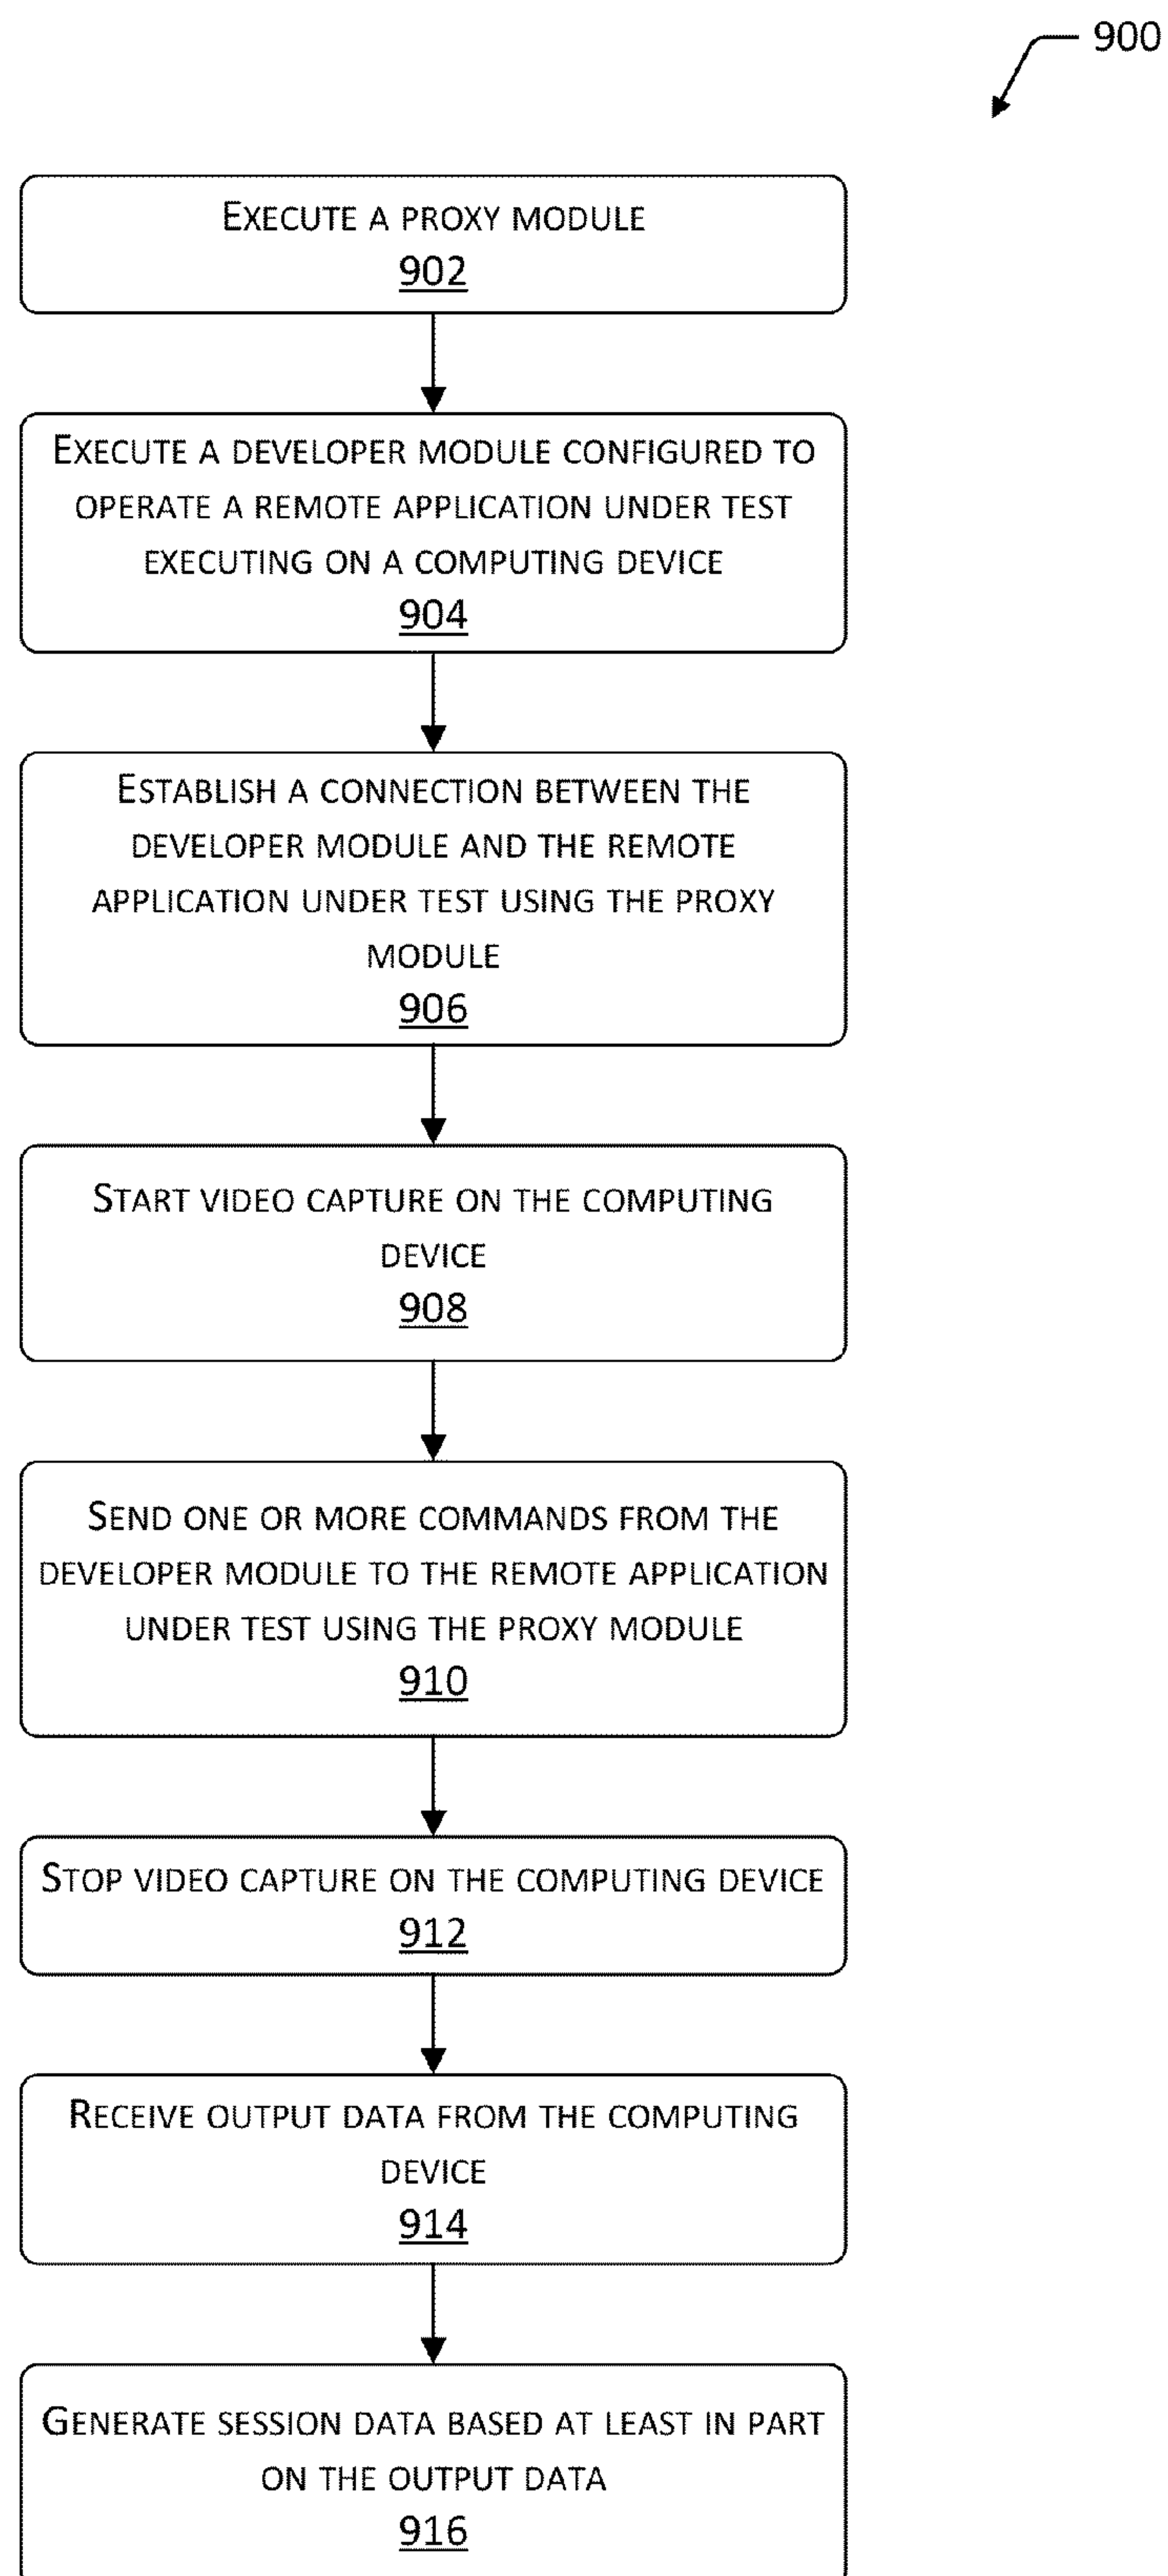 900
EXECUTE A PROXY MODULE
902
EXECUTE A DEVELOPER MODULE CONFIGURED TO
OPERATE A REMOTE APPLICATION UNDER TEST
EXECUTING ON A COMPUTING DEVICE
904
ESTABLISH A CONNECTION BETWEEN THE
DEVELOPER MODULE AND THE REMOTE
APPLICATION UNDER TEST USING THE PROXY
MODULE
906
START VIDEO CAPTURE ON THE COMPUTING
DEVICE
908
SEND ONE OR MORE COMMANDS FROM THE
DEVELOPER MODULE TO THE REMOTE APPLICATION
UNDER TEST USING THE PROXY MODULE
910
STOP VIDEO CAPTURE ON THE COMPUTING DEVICE
912
RECEIVE OUTPUT DATA FROM THE COMPUTING
DEVICE
914
GENERATE SESSION DATA BASED AT LEAST IN PART
ON THE OUTPUT DATA
916